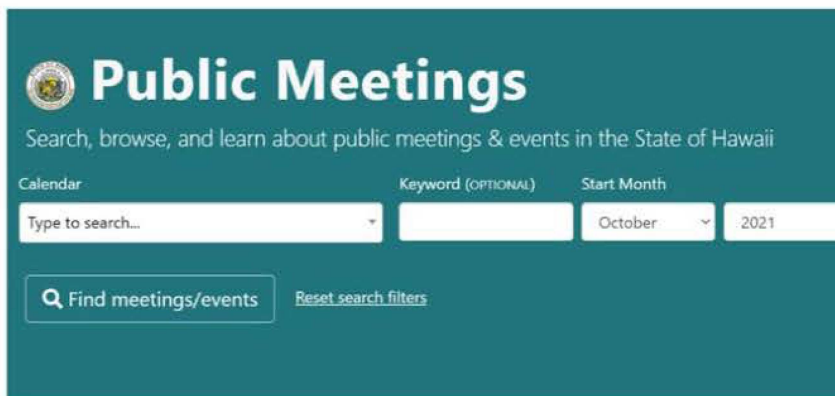 Public Meetings
Search, browse, and learn about public meetings & events in the State of Hawaii
Calendar Keyword (OPTIONAL) Start Month
Type to search... October 2021
Find meetings/events Reset search filters